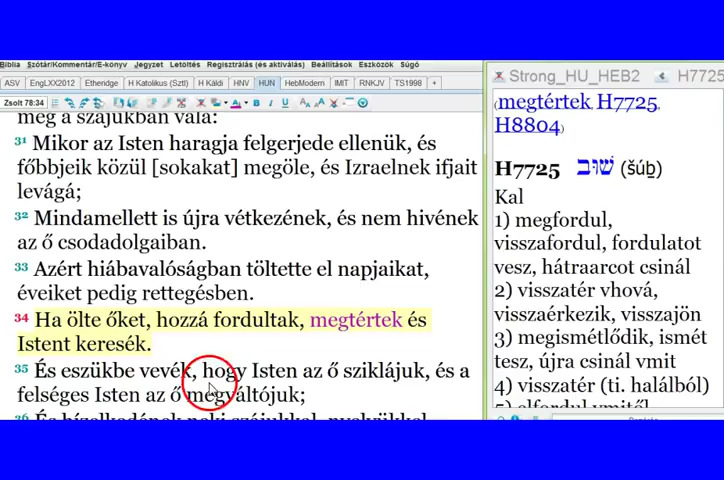 Biblia Szótár/Kommentár/E-könyv Jegyzet Letöltés Regisztrálás (és aktiválás) Beállítások Eszközök Súgó
ASV EngLXX2012 Etheridge H Katolikus (Sztl) H Káldi HNV HUN HebModern IMIT RNKJV TS1998 +
Zsolt 78:34
meg a szájukban vala:
31 Mikor az Isten haragja felgerjede ellenük, és
főbbjeik közül [sokakat] megöle, és Izraelnek ifjait
levágá;
32 Mindamellett is újra vétkezének, és nem hivének
az ő csodadolgaiban.
33 Azért hiábavalóságban töltette el napjaikat,
éveiket pedig rettegésben.
34 Ha ölte őket, hozzá fordultak, megtértek és
Istent keresék.
35 És eszükbe vevék, hogy Isten az ő sziklájuk, és a
felséges Isten az ő megváltójuk;
Strong_HU_HEB2 H7725
(megtértek H7725,
H8804)
H7725 שׁוּב (šúḇ)
Kal
1) megfordul,
visszafordul, fordulatot
vesz, hátraarcot csinál
2) visszatér vhová,
visszaérkezik, visszajön
3) megismétlődik, ismét
tesz, újra csinál vmit
4) visszatér (ti. halálból)
5) elfordul vmitől